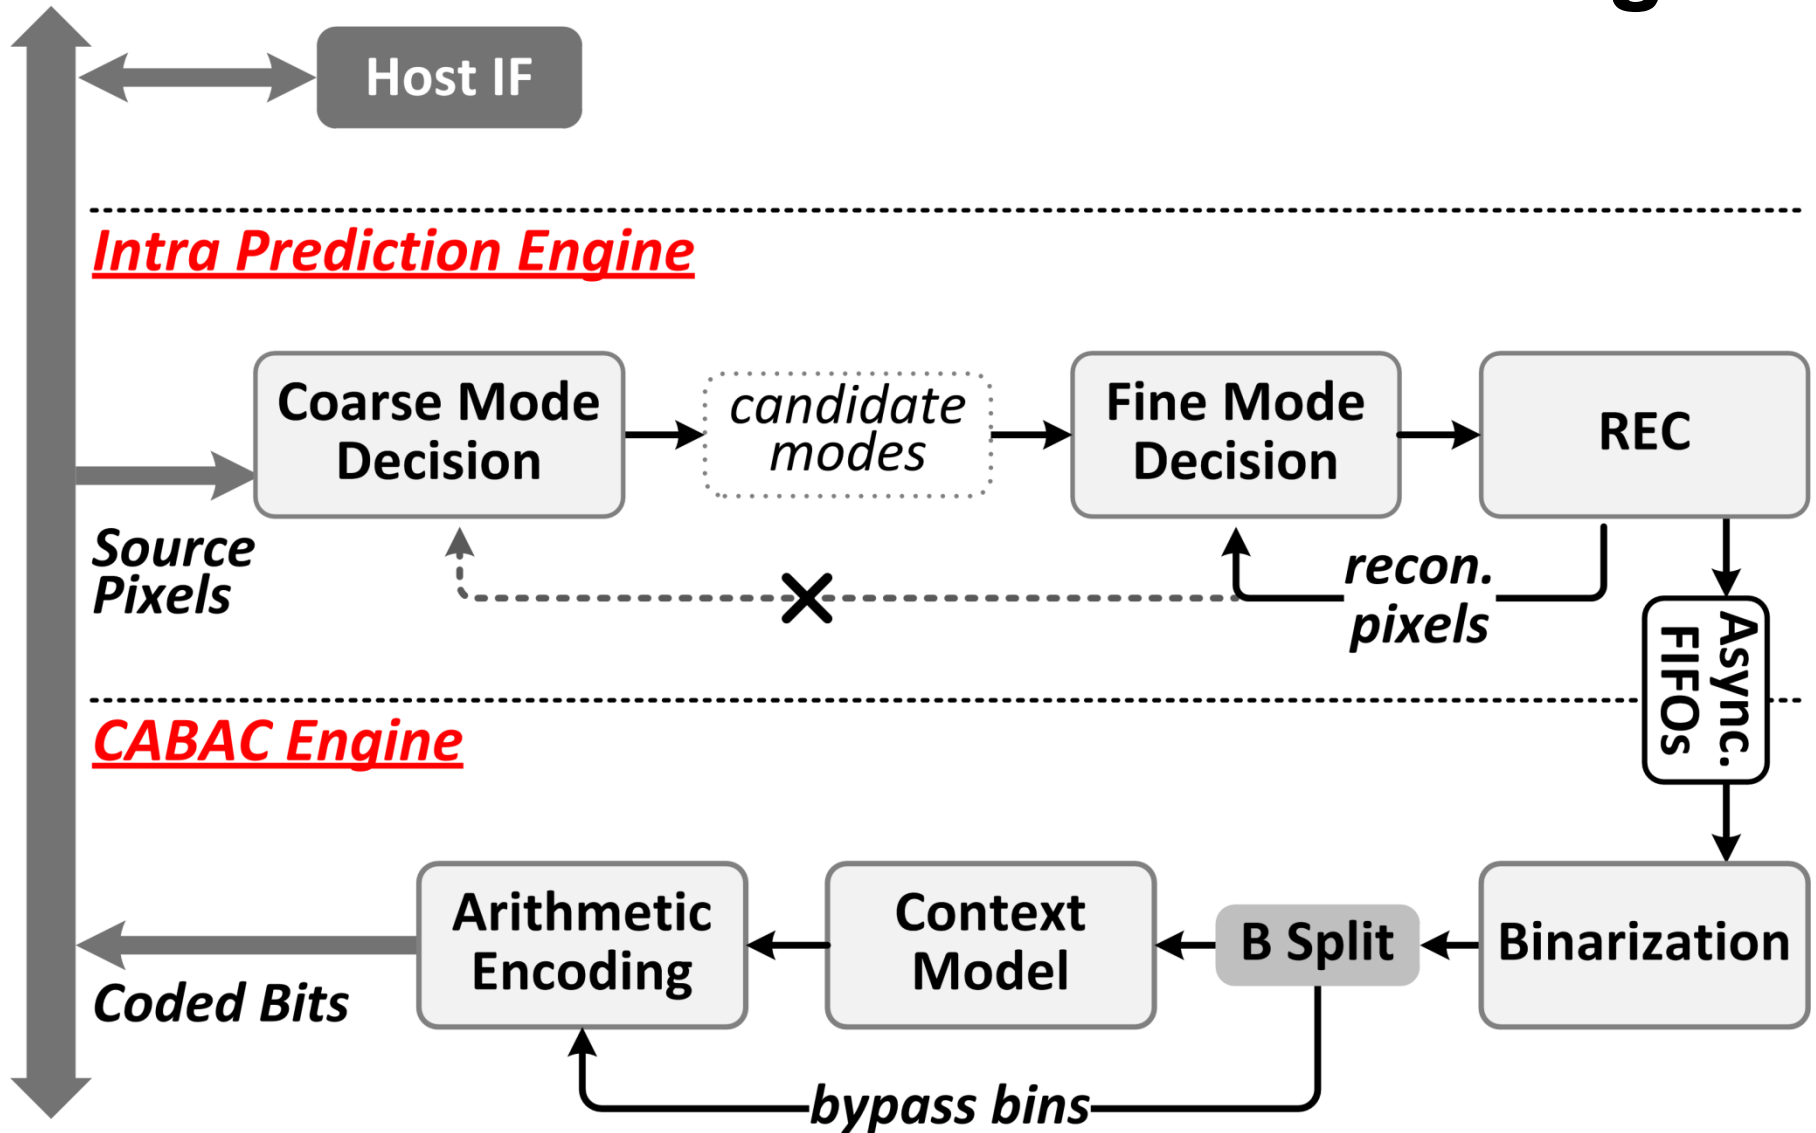 g
Host IF
Intra Prediction Engine
Coarse Mode
Decision
candidate
modes
Fine Mode
Decision
REC
Source
Pixels
recon.
pixels
Async.
FIFOs
CABAC Engine
Arithmetic
Encoding
Context
Model
B Split
Binarization
Coded Bits
bypass bins